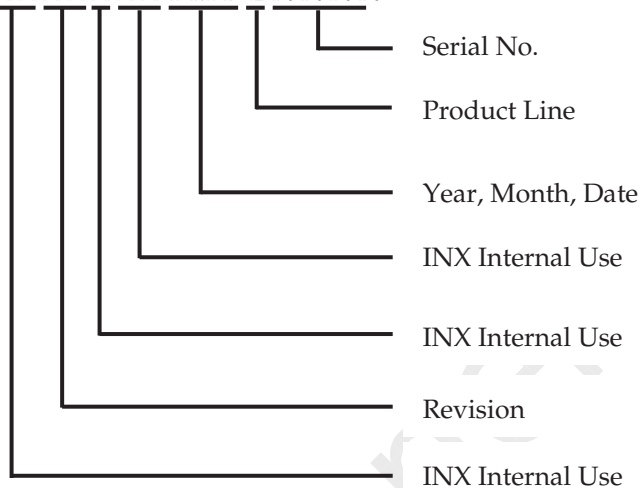 Serial No.
Product Line
Year, Month, Date
INX Internal Use
INX Internal Use
Revision
INX Internal Use